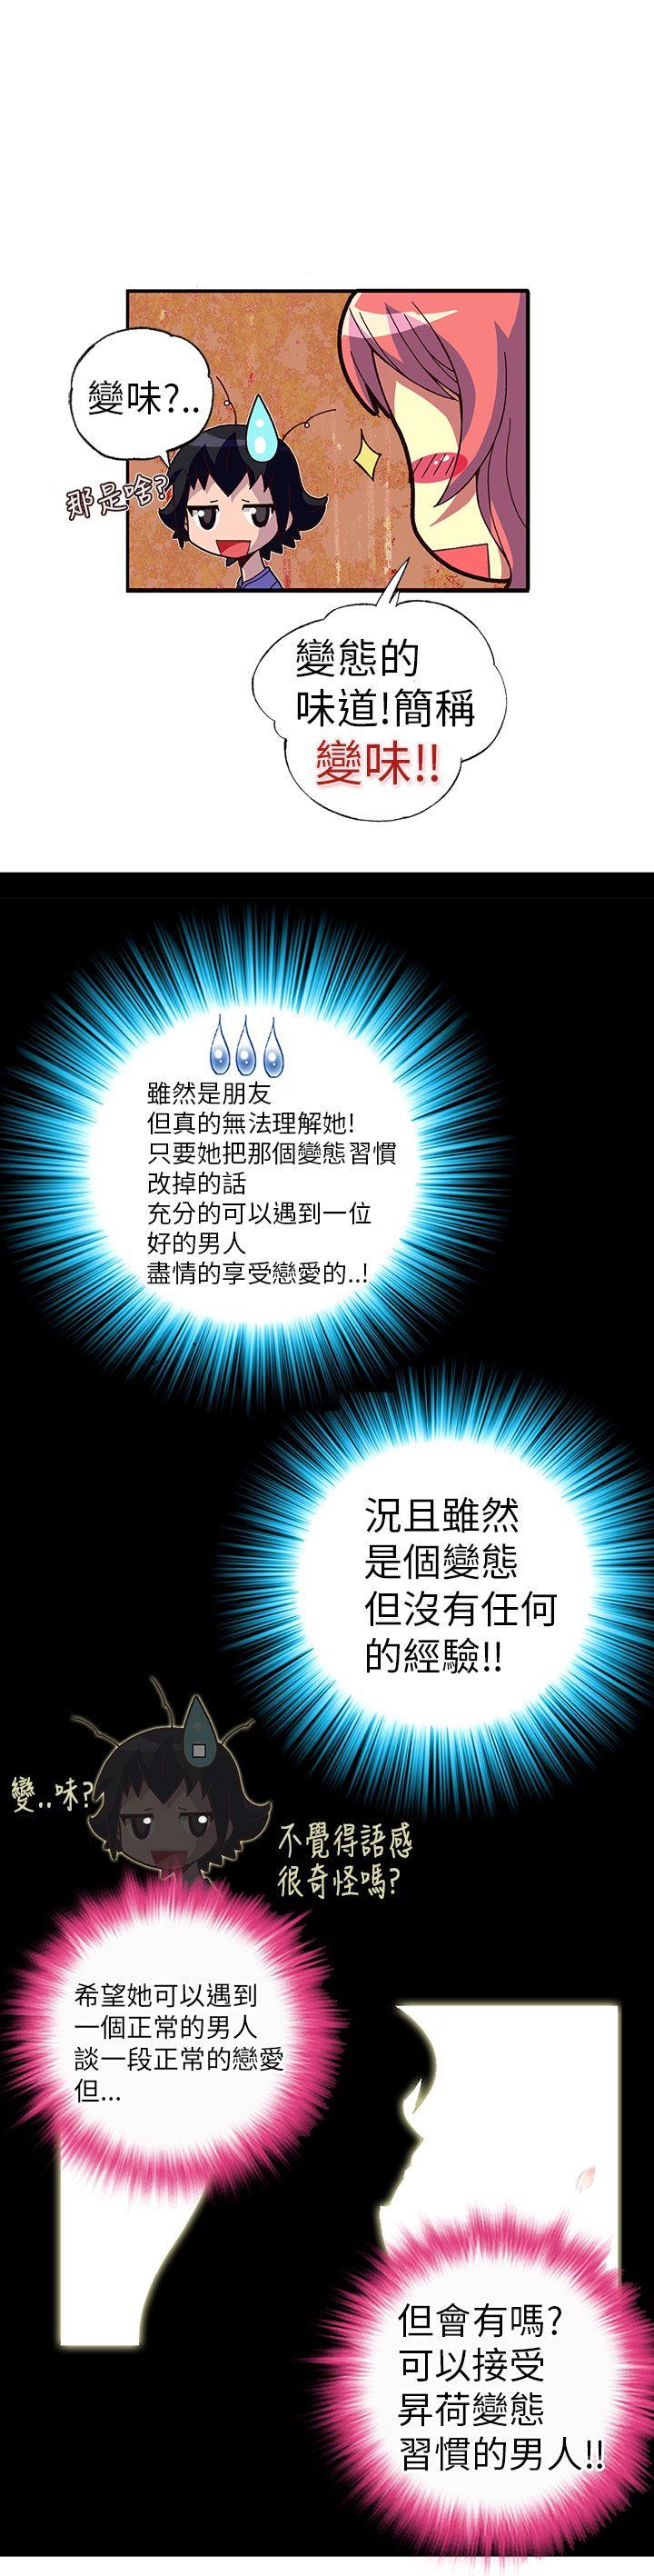 變味?..
那是啥?
變態的
味道!簡稱
變味!!
雖然是朋友
但真的無法理解她!
只要她把那個變態習慣
改掉的話
充分的可以遇到一位
好的男人
盡情的享受戀愛的..!
況且雖然
是個變態
但沒有任何
的經驗!!
變..味?
不覺得語感
很奇怪嗎?
希望她可以遇到
一個正常的男人
談一段正常的戀愛
但...
但會有嗎?
可以接受
昇荷變態
習慣的男人!!